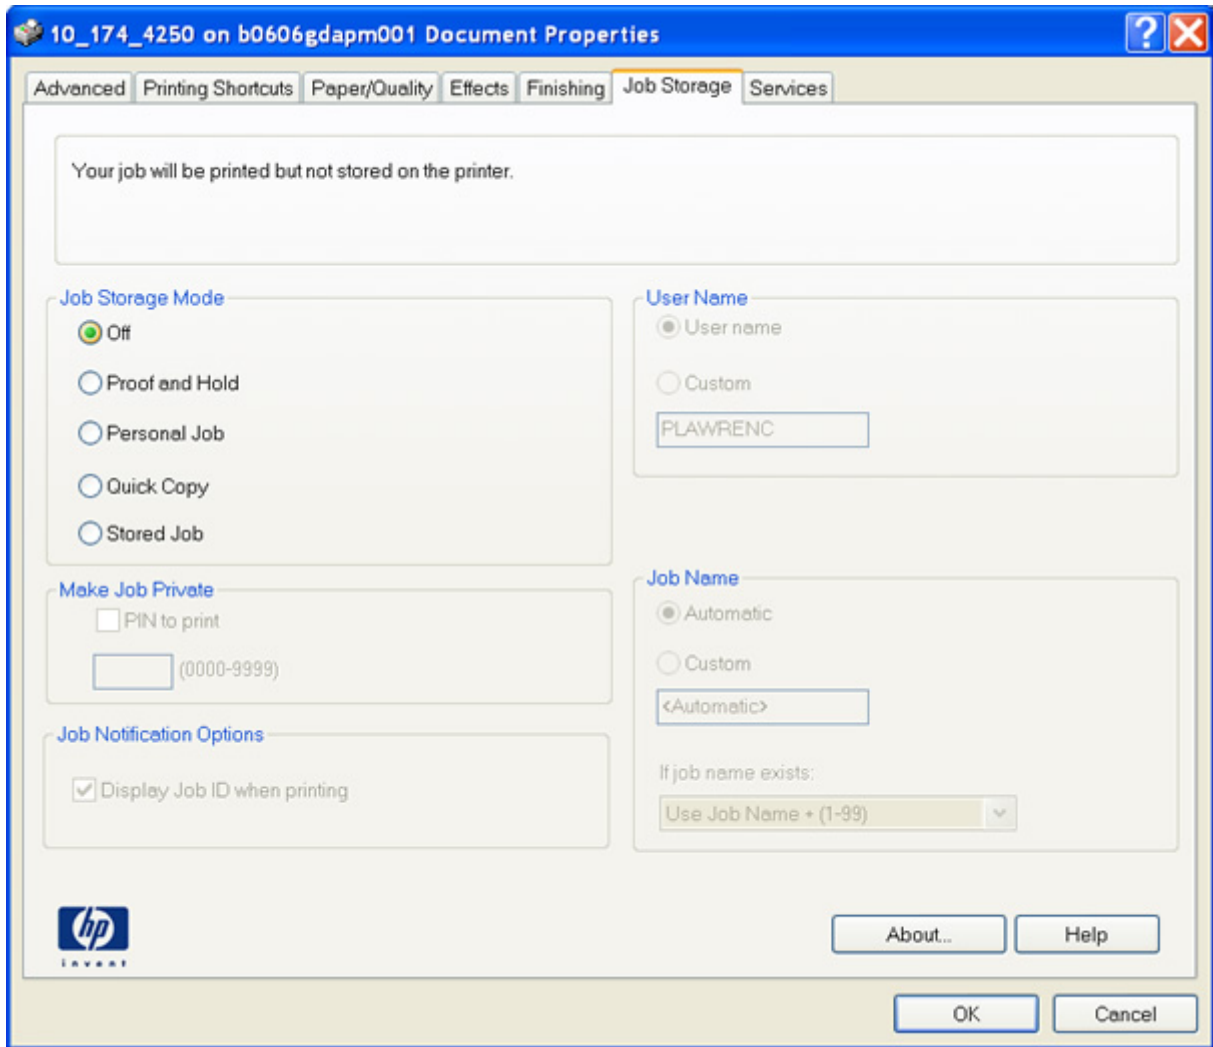 10_174_4250 on b0606gdapm001 Document Properties
?
Advanced Printing Shortcuts Paper/Quality Effects Finishing Job Storage Services
Your job will be printed but not stored on the printer.
Job Storage Mode
Off
Proof and Hold
Personal Job
Quick Copy
Stored Job
User Name
User name
Custom
PLAWRENC
Make Job Private
PIN to print
(0000-9999)
Job Name
Automatic
Custom
<Automatic>
If job name exists:
Use Job Name + (1-99)
Job Notification Options
Display Job ID when printing
hp
invent
About... Help
OK Cancel